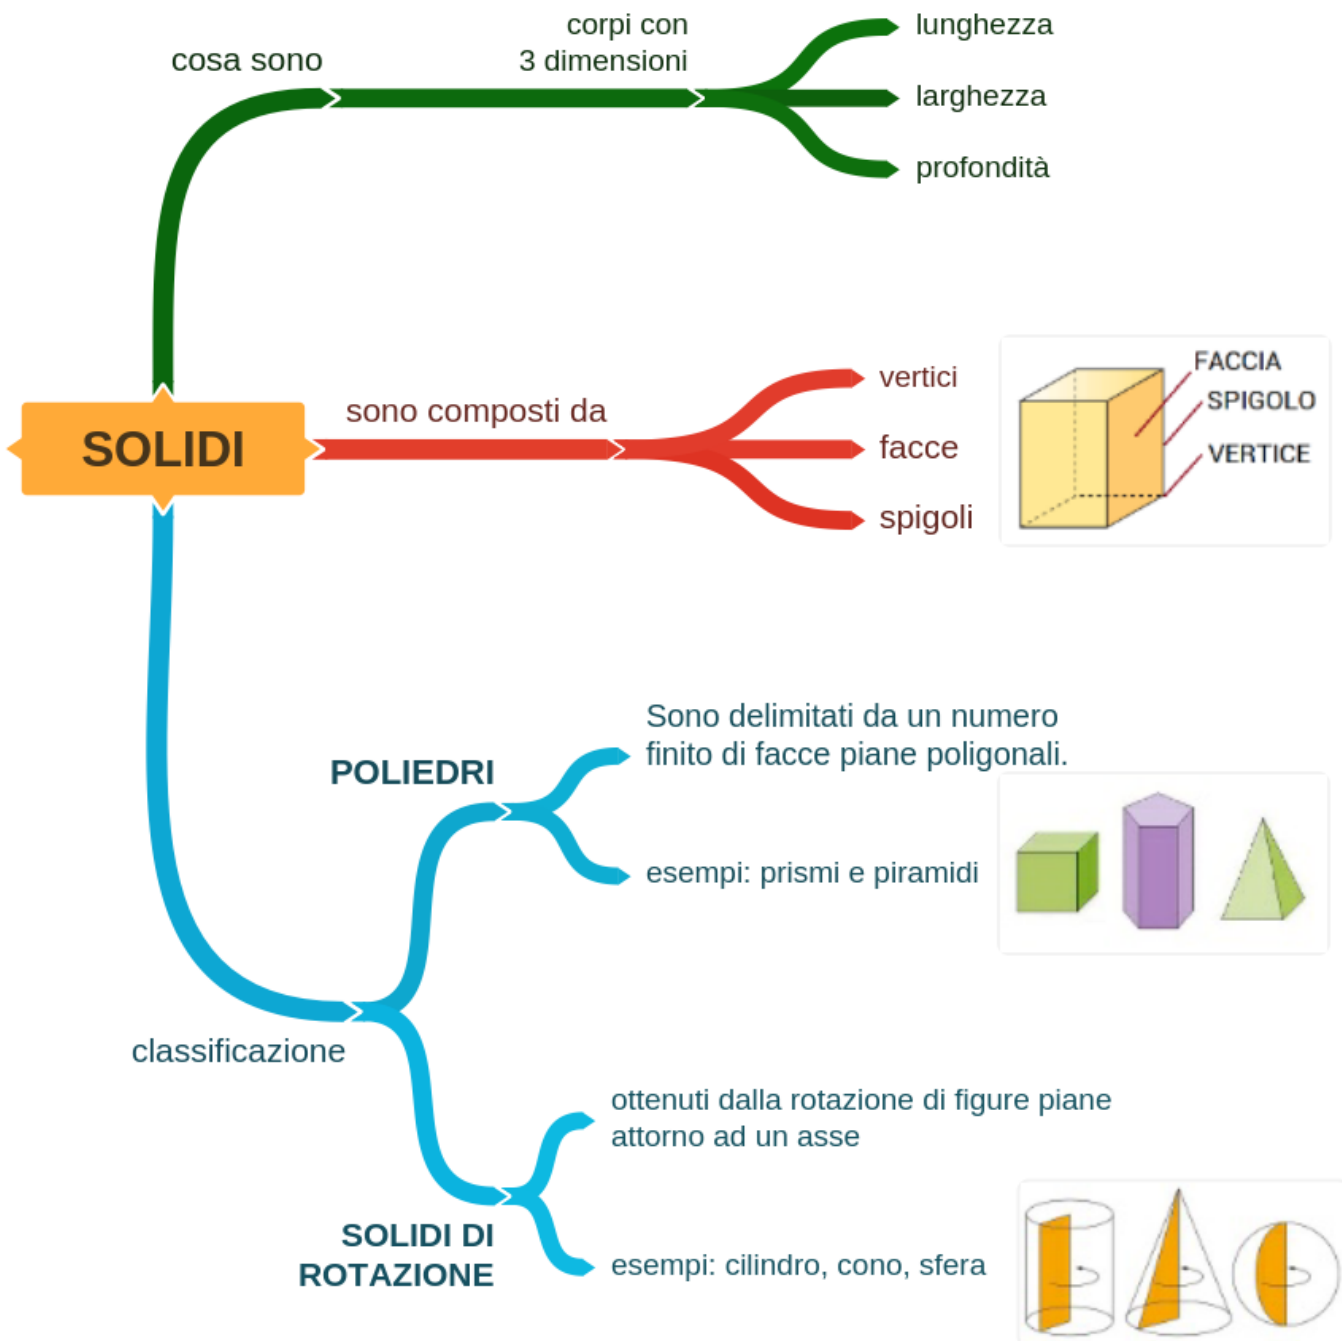 cosa sono
corpi con
3 dimensioni
lunghezza
larghezza
profondità
SOLIDI
sono composti da
vertici
facce
spigoli
FACCIA
SPIGOLO
VERTICE
classificazione
POLIEDRI
Sono delimitati da un numero
finito di facce piane poligonali.
esempi: prismi e piramidi
SOLIDI DI
ROTAZIONE
ottenuti dalla rotazione di figure piane
attorno ad un asse
esempi: cilindro, cono, sfera